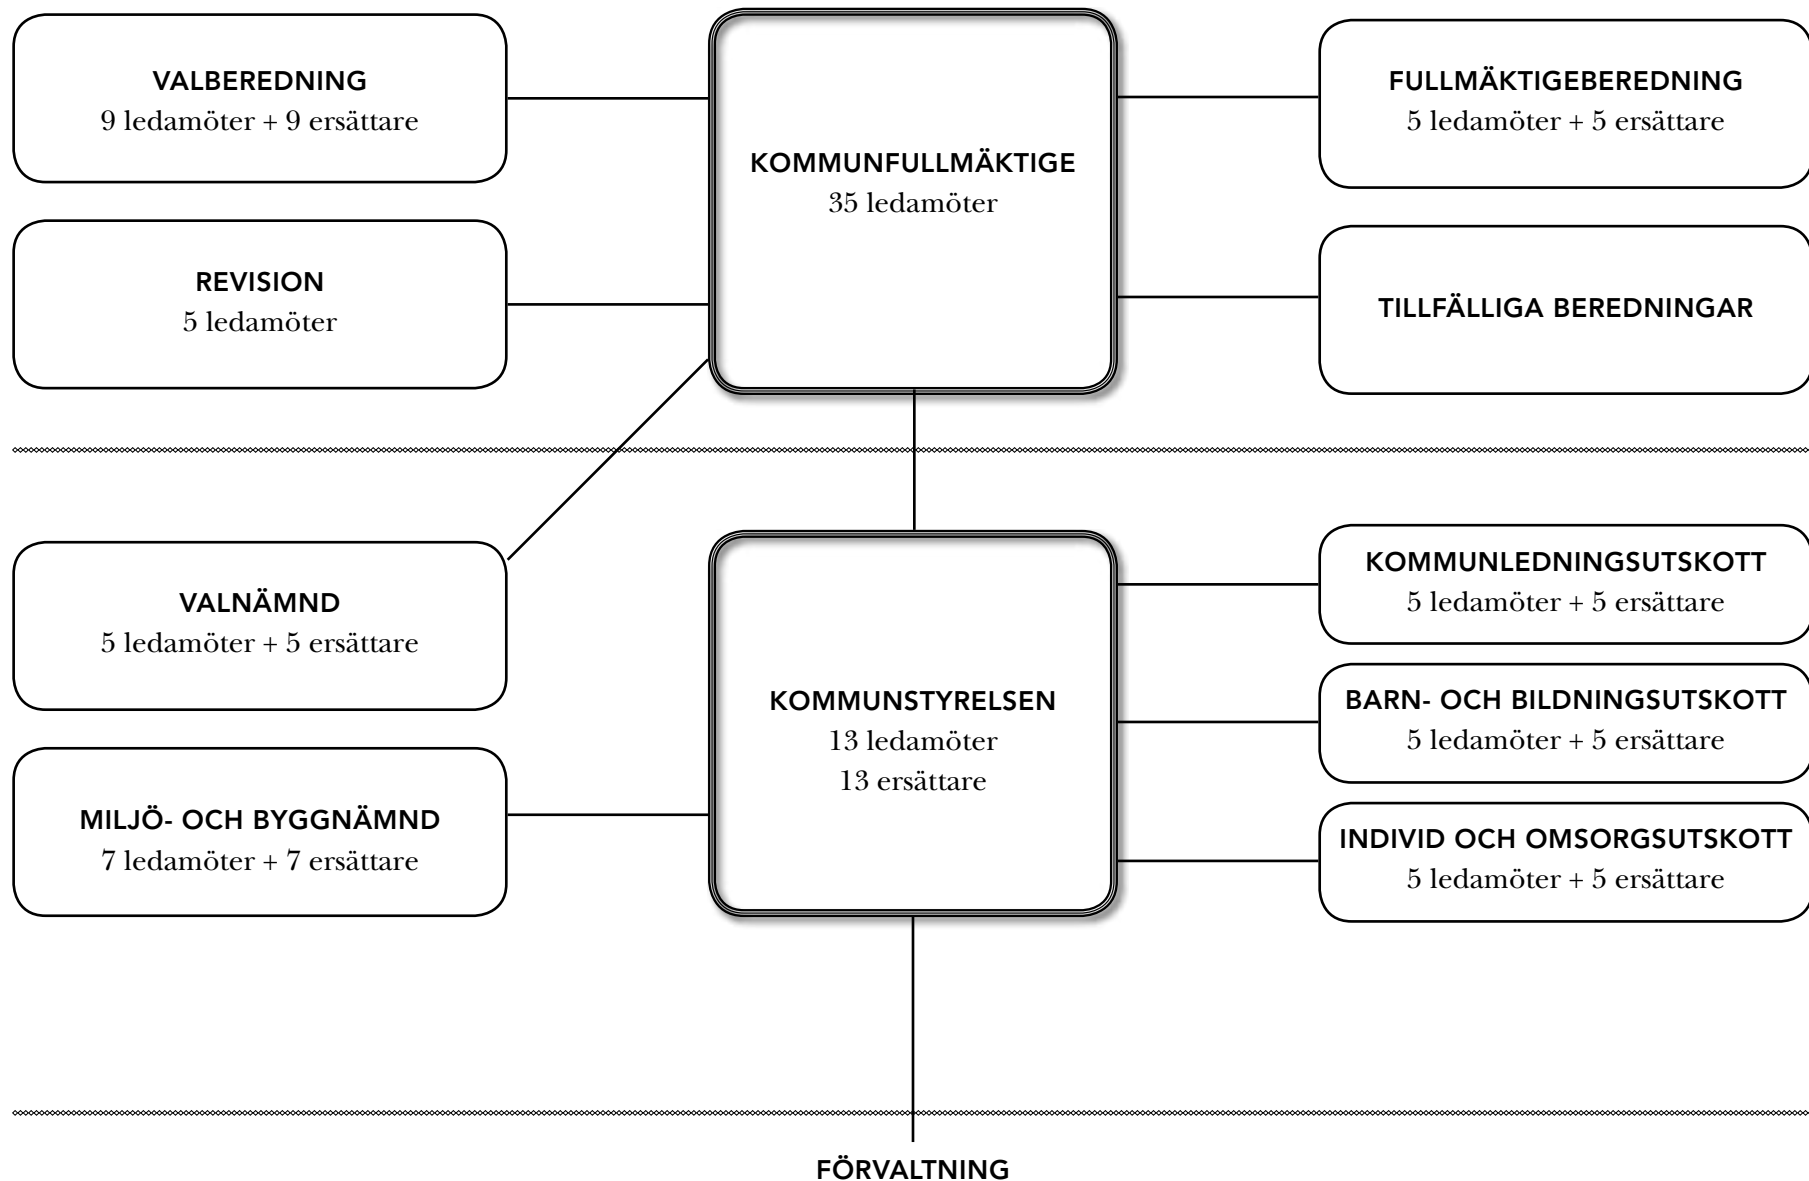 VALBEREDNING
9 ledamöter + 9 ersättare
KOMMUNFULLMÄKTIGE
35 ledamöter
FULLMÄKTIGEBEREDNING
5 ledamöter + 5 ersättare
REVISION
5 ledamöter
TILLFÄLLIGA BEREDNINGAR
VALNÄMND
5 ledamöter + 5 ersättare
KOMMUNSTYRELSEN
13 ledamöter
13 ersättare
KOMMUNLEDNINGSUTSKOTT
5 ledamöter + 5 ersättare
BARN- OCH BILDNINGSUTSKOTT
5 ledamöter + 5 ersättare
MILJÖ- OCH BYGGNÄMND
7 ledamöter + 7 ersättare
INDIVID OCH OMSORGSUTSKOTT
5 ledamöter + 5 ersättare
FÖRVALTNING